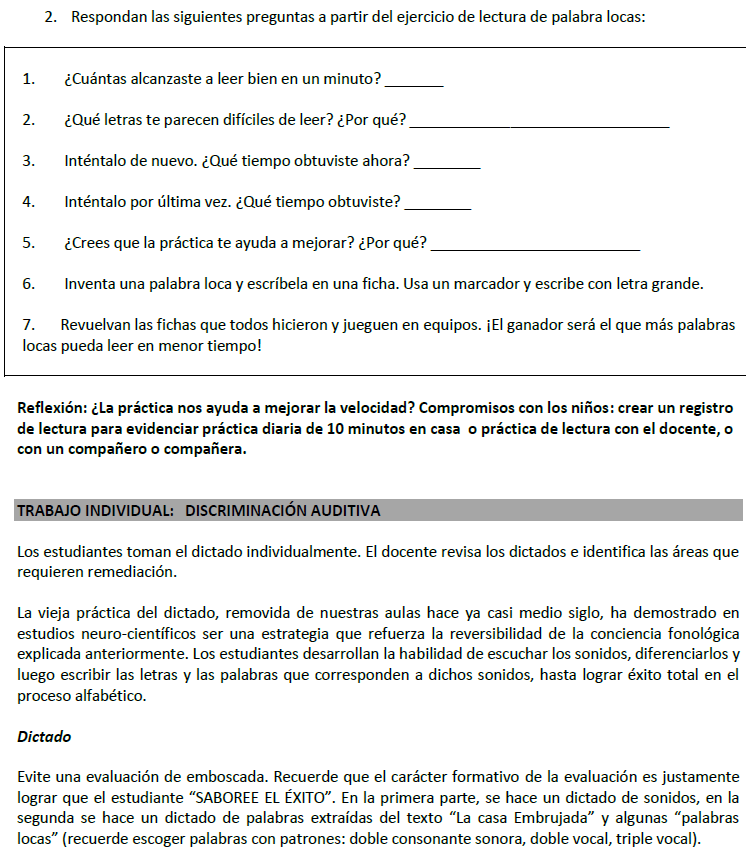 2. Respondan las siguientes preguntas a partir del ejercicio de lectura de palabra locas:
1. ¿Cuántas alcanzaste a leer bien en un minuto? _______
2. ¿Qué letras te parecen difíciles de leer? ¿Por qué? _______________________________
3. Inténtalo de nuevo. ¿Qué tiempo obtuviste ahora? ________
4. Inténtalo por última vez. ¿Qué tiempo obtuviste? ________
5. ¿Crees que la práctica te ayuda a mejorar? ¿Por qué? _________________________
6. Inventa una palabra loca y escríbela en una ficha. Usa un marcador y escribe con letra grande.
7. Revuelvan las fichas que todos hicieron y jueguen en equipos. ¡El ganador será el que más palabras
locas pueda leer en menor tiempo!
Reflexión: ¿La práctica nos ayuda a mejorar la velocidad? Compromisos con los niños: crear un registro
de lectura para evidenciar práctica diaria de 10 minutos en casa o práctica de lectura con el docente, o
con un compañero o compañera.
TRABAJO INDIVIDUAL: DISCRIMINACIÓN AUDITIVA
Los estudiantes toman el dictado individualmente. El docente revisa los dictados e identifica las áreas que
requieren remediación.
La vieja práctica del dictado, removida de nuestras aulas hace ya casi medio siglo, ha demostrado en
estudios neuro-científicos ser una estrategia que refuerza la reversibilidad de la conciencia fonológica
explicada anteriormente. Los estudiantes desarrollan la habilidad de escuchar los sonidos, diferenciarlos y
luego escribir las letras y las palabras que corresponden a dichos sonidos, hasta lograr éxito total en el
proceso alfabético.
Dictado
Evite una evaluación de emboscada. Recuerde que el carácter formativo de la evaluación es justamente
lograr que el estudiante “SABOREE EL ÉXITO”. En la primera parte, se hace un dictado de sonidos, en la
segunda se hace un dictado de palabras extraídas del texto “La casa Embrujada” y algunas “palabras
locas” (recuerde escoger palabras con patrones: doble consonante sonora, doble vocal, triple vocal).